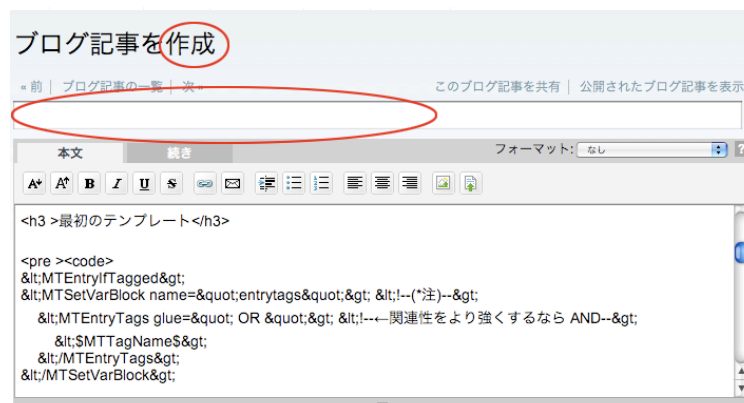 ブログ記事を作成
« 前 | ブログ記事の一覧 | 次 » このブログ記事を共有 | 公開されたブログ記事を表示
本文 続き フォーマット: なし ?
A A B I U S
<h3 >最初のテンプレート</h3>
<pre ><code>
&lt;MTEntryIfTagged&gt;
&lt;MTSetVarBlock name=&quot;entrytags&quot;&gt; &lt;!--(*注)--&gt;
&lt;MTEntryTags glue=&quot; OR &quot;&gt; &lt;!--←関連性をより強くするなら AND--&gt;
&lt;$MTTagName$&gt;
&lt;/MTEntryTags&gt;
&lt;/MTSetVarBlock&gt;